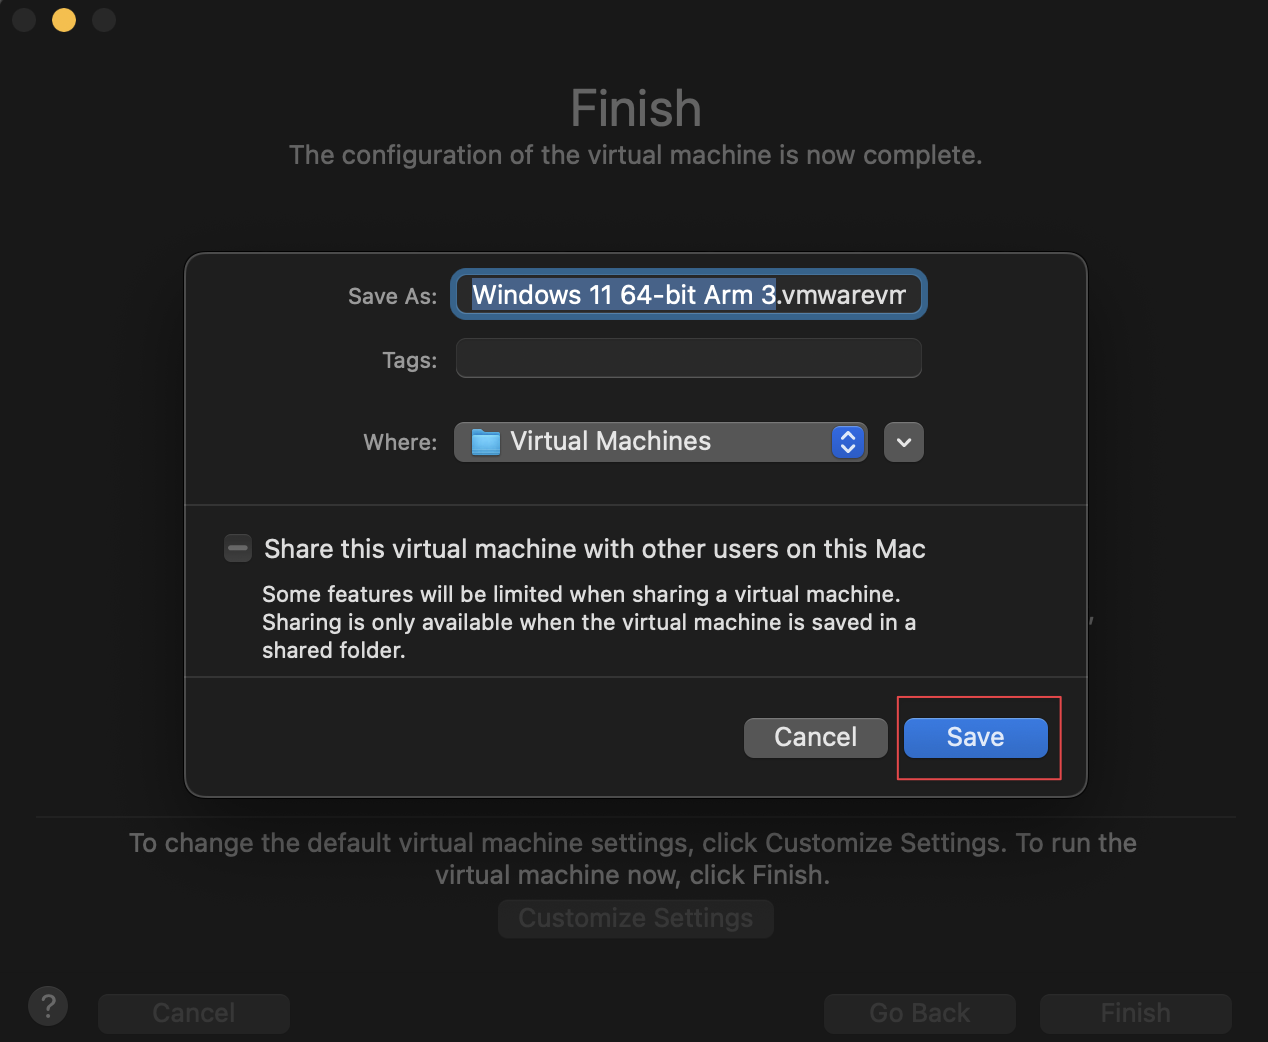 Finish
The configuration of the virtual machine is now complete.
Save As: Windows 11 64-bit Arm 3.vmwarevm
Tags:
Where: Virtual Machines
Share this virtual machine with other users on this Mac
Some features will be limited when sharing a virtual machine.
Sharing is only available when the virtual machine is saved in a
shared folder.
Cancel Save
To change the default virtual machine settings, click Customize Settings. To run the
virtual machine now, click Finish.
Customize Settings
? Cancel Go Back Finish